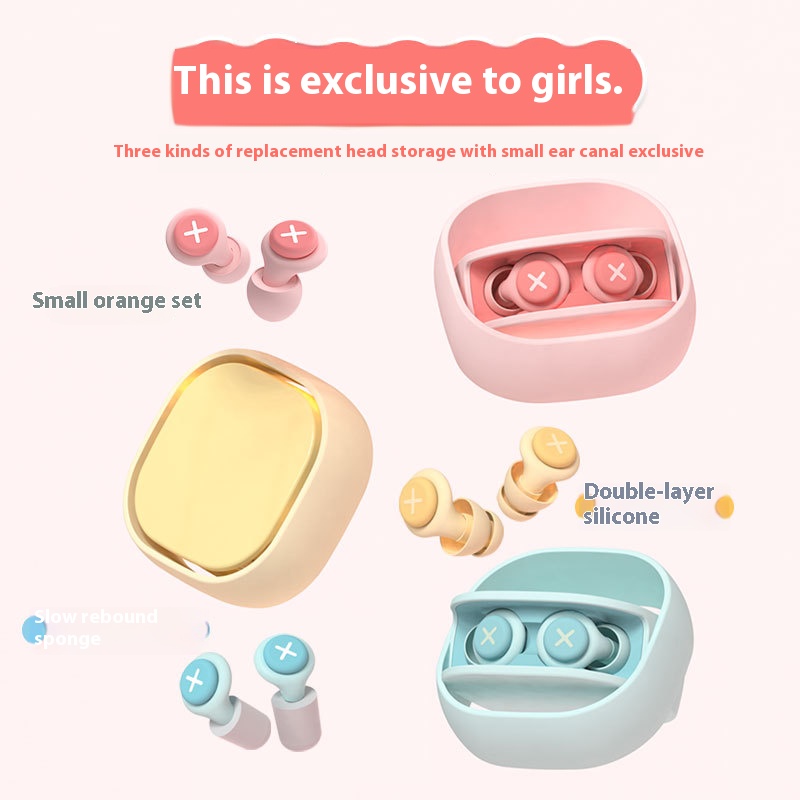 This is exclusive to girls.
Three kinds of replacement head storage with small ear canal exclusive
Small orange set
Double-layer
silicone
Slow rebound
sponge